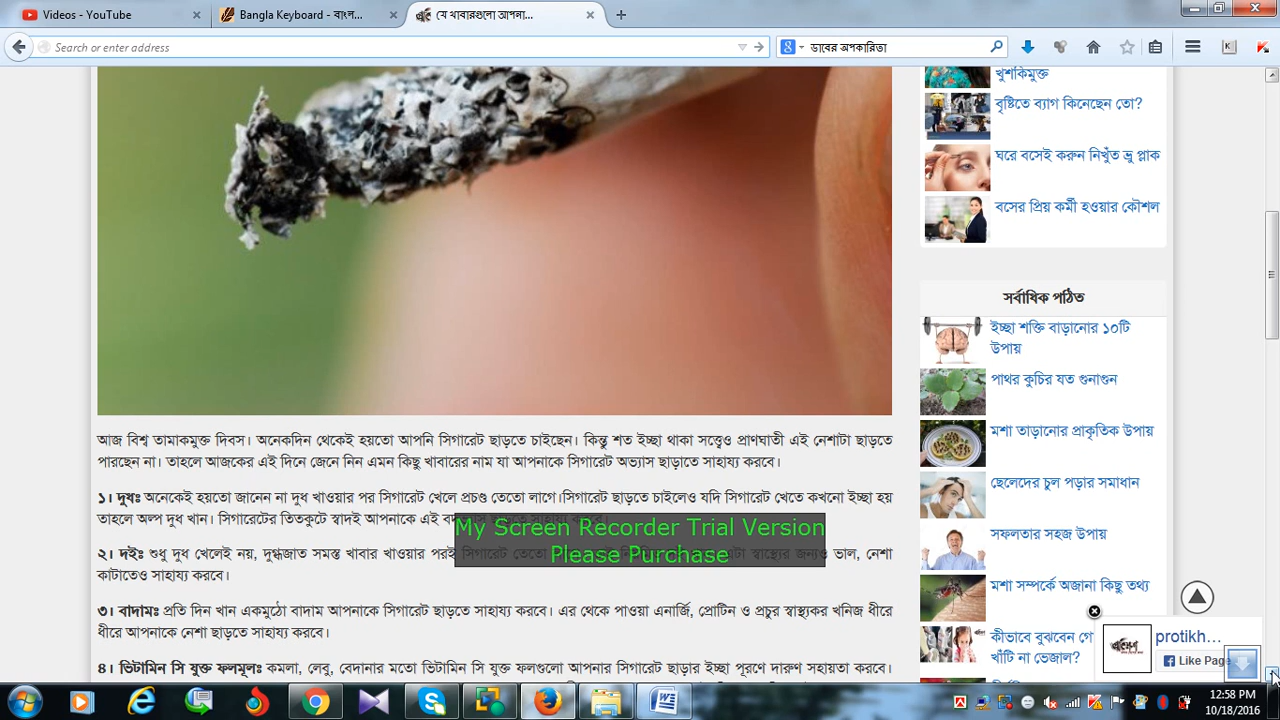 Videos - YouTube
Bangla Keyboard - বাংল...
যে খাবারগুলো আপনা...
Search or enter address
ডাবের অপকারিতা
খুশকিমুক্ত
বৃষ্টিতে ব্যাগ কিনেছেন তো?
ঘরে বসেই করুন নিখুঁত ভ্রু প্লাক
বসের প্রিয় কর্মী হওয়ার কৌশল
সর্বাধিক পঠিত
ইচ্ছা শক্তি বাড়ানোর ১০টি
উপায়
পাথর কুচির যত গুনাগুন
মশা তাড়ানোর প্রাকৃতিক উপায়
ছেলেদের চুল পড়ার সমাধান
সফলতার সহজ উপায়
মশা সম্পর্কে অজানা কিছু তথ্য
কীভাবে বুঝবেন গে
খাঁটি না ভেজাল?
আজ বিশ্ব তামাকমুক্ত দিবস। অনেকদিন থেকেই হয়তো আপনি সিগারেট ছাড়তে চাইছেন। কিন্তু শত ইচ্ছা থাকা সত্ত্বেও প্রাণঘাতী এই নেশাটা ছাড়তে
পারছেন না। তাহলে আজকের এই দিনে জেনে নিন এমন কিছু খাবারের নাম যা আপনাকে সিগারেট অভ্যাস ছাড়াতে সাহায্য করবে।
১। দুধঃ অনেকেই হয়তো জানেন না দুধ খাওয়ার পর সিগারেট খেলে প্রচণ্ড তেতো লাগে।সিগারেট ছাড়তে চাইলেও যদি সিগারেট খেতে কখনো ইচ্ছা হয়
তাহলে অল্প দুধ খান। সিগারেটের তিতকুটে স্বাদই আপনাকে এই বদভ্যাস ছাড়তে সাহায্য করবে।
২। দইঃ শুধু দুধ খেলেই নয়, দুগ্ধজাত সমস্ত খাবার খাওয়ার পরই সিগারেট তেতো এটা স্বাস্থ্যের জন্যও ভাল, নেশা
কাটাতেও সাহায্য করবে।
৩। বাদামঃ প্রতি দিন খান একমুঠো বাদাম আপনাকে সিগারেট ছাড়তে সাহায্য করবে। এর থেকে পাওয়া এনার্জি, প্রোটিন ও প্রচুর স্বাস্থ্যকর খনিজ ধীরে
ধীরে আপনাকে নেশা ছাড়তে সাহায্য করবে।
৪। ভিটামিন সি যুক্ত ফলমূলঃ কমলা, লেবু, বেদানার মতো ভিটামিন সি যুক্ত ফলগুলো আপনার সিগারেট ছাড়ার ইচ্ছা পূরণে দারুণ সহায়তা করবে।
My Screen Recorder Trial Version
Please Purchase
protikh...
Like Page
12:58 PM
10/18/2016